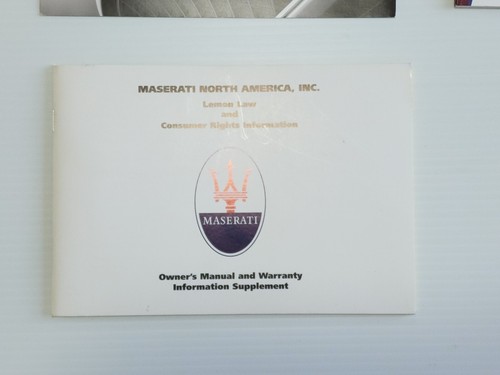 MASERATI NORTH AMERICA, INC.
Lemon Law
and
Consumer Rights Information
MASERATI
Owner's Manual and Warranty
Information Supplement